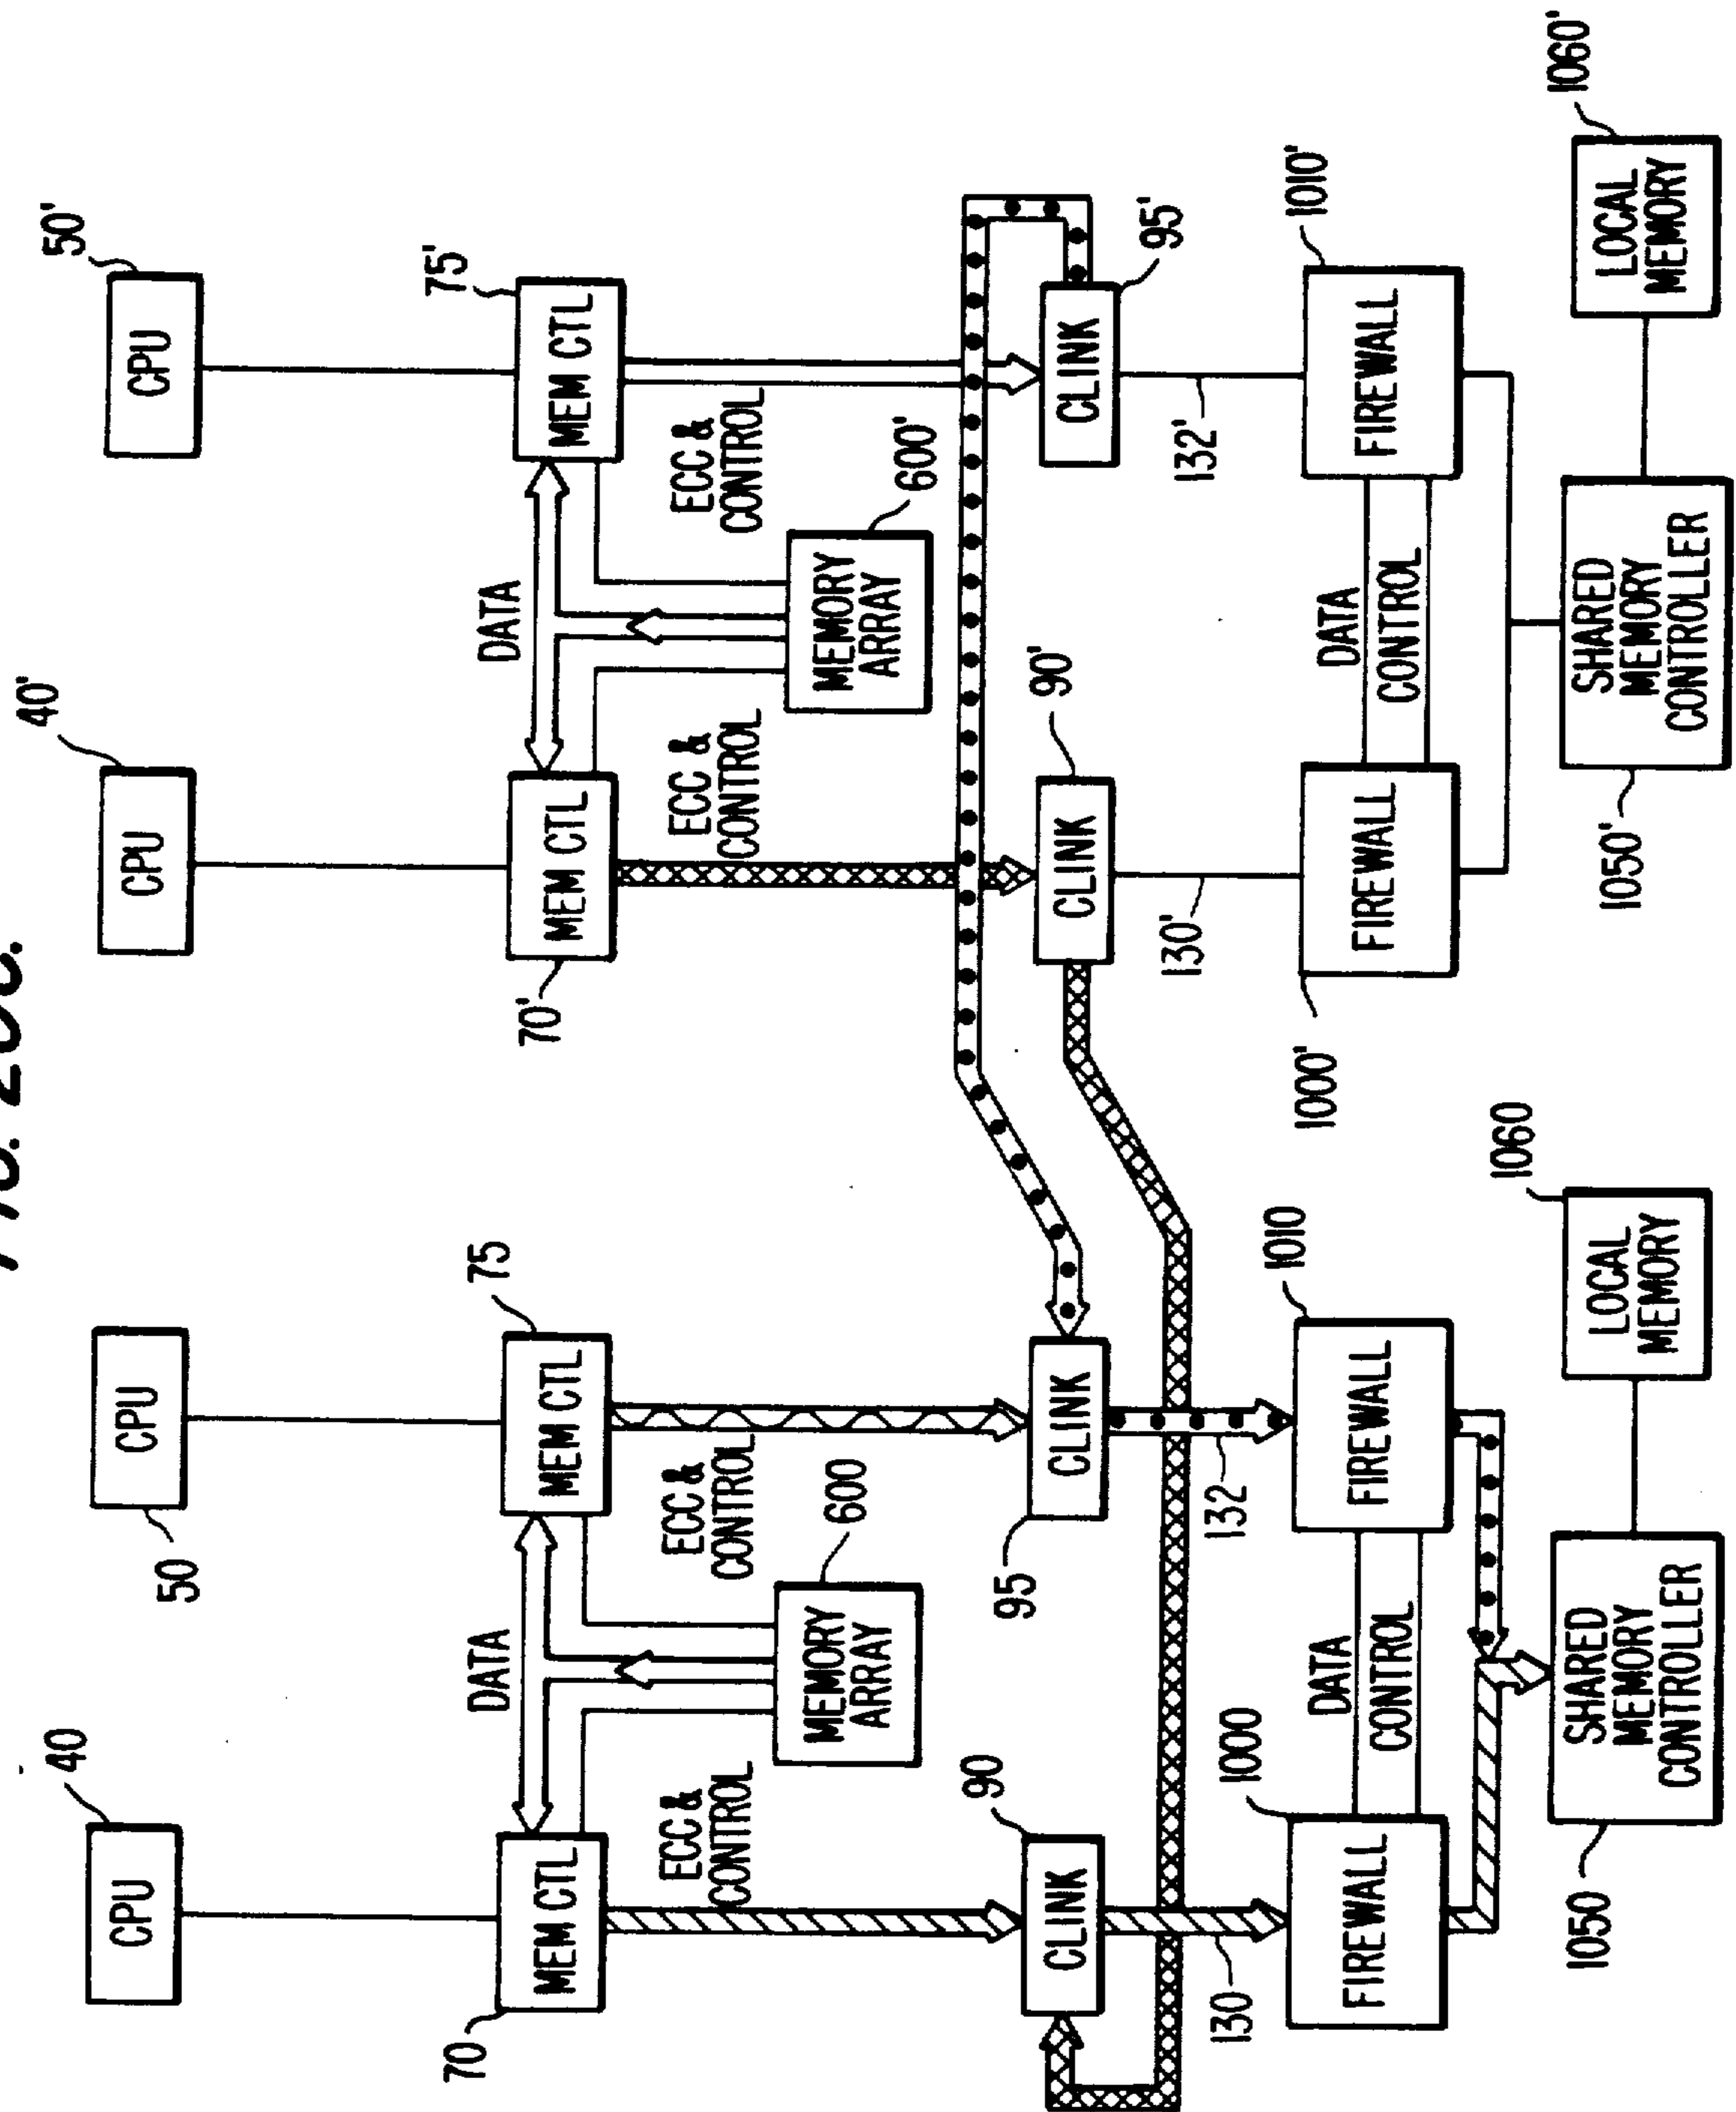 FIG.
40
50
40'
50'
CPU
CPU
CPU
CPU
70
75
70'
75'
MEM CTL
DATA
MEM CTL
MEM CTL
DATA
MEM CTL
ECC &
CONTROL
ECC &
CONTROL
ECC &
CONTROL
ECC &
CONTROL
600
600'
MEMORY
ARRAY
MEMORY
ARRAY
90
95
90'
95'
CLINK
CLINK
CLINK
CLINK
130
132
130'
132'
1000
1010
1000'
1010'
FIREWALL
DATA
CONTROL
FIREWALL
FIREWALL
DATA
CONTROL
FIREWALL
1050
1060
1050'
1060'
SHARED
MEMORY
CONTROLLER
LOCAL
MEMORY
SHARED
MEMORY
CONTROLLER
LOCAL
MEMORY